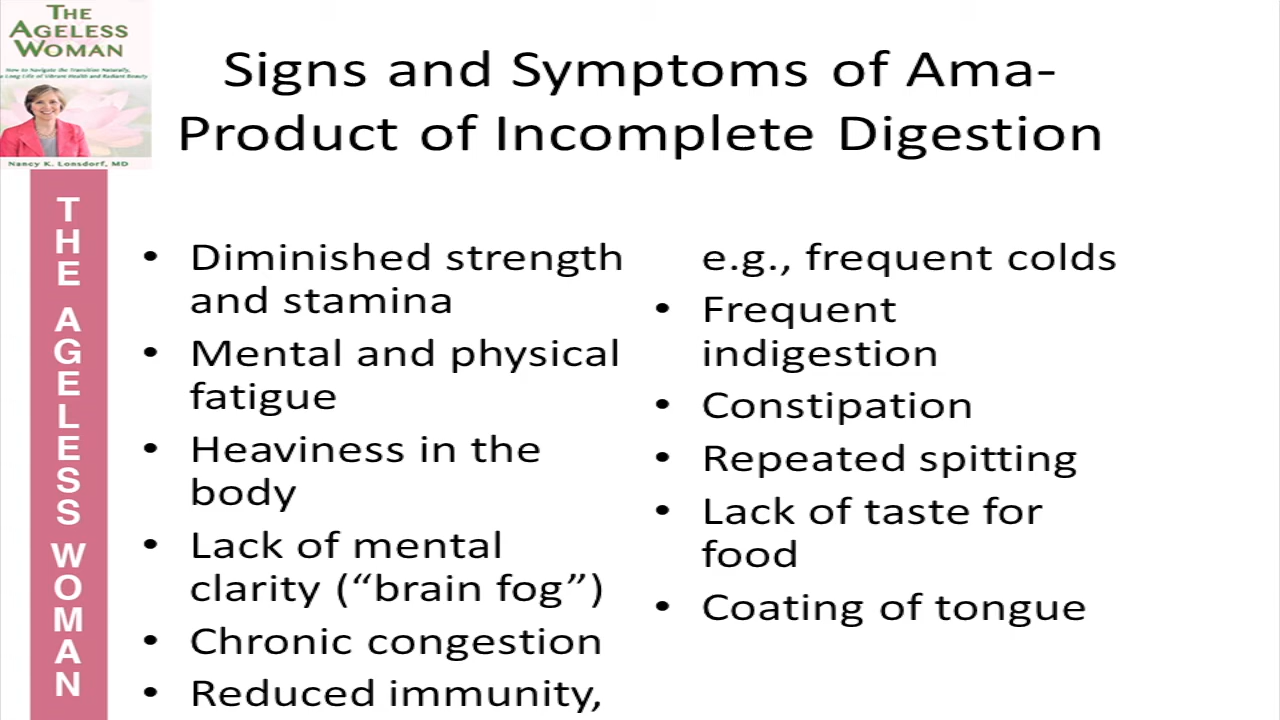 THE
AGELESS
WOMAN
How to Navigate the Transition Naturally,
a Long Life of Vibrant Health and Radiant Beauty
Nancy K. Lonsdorf, MD
THE AGELESS WOMAN
Signs and Symptoms of Ama-
Product of Incomplete Digestion
• Diminished strength
and stamina
• Mental and physical
fatigue
• Heaviness in the
body
• Lack of mental
clarity (“brain fog”)
• Chronic congestion
• Reduced immunity,
e.g., frequent colds
• Frequent
indigestion
• Constipation
• Repeated spitting
• Lack of taste for
food
• Coating of tongue